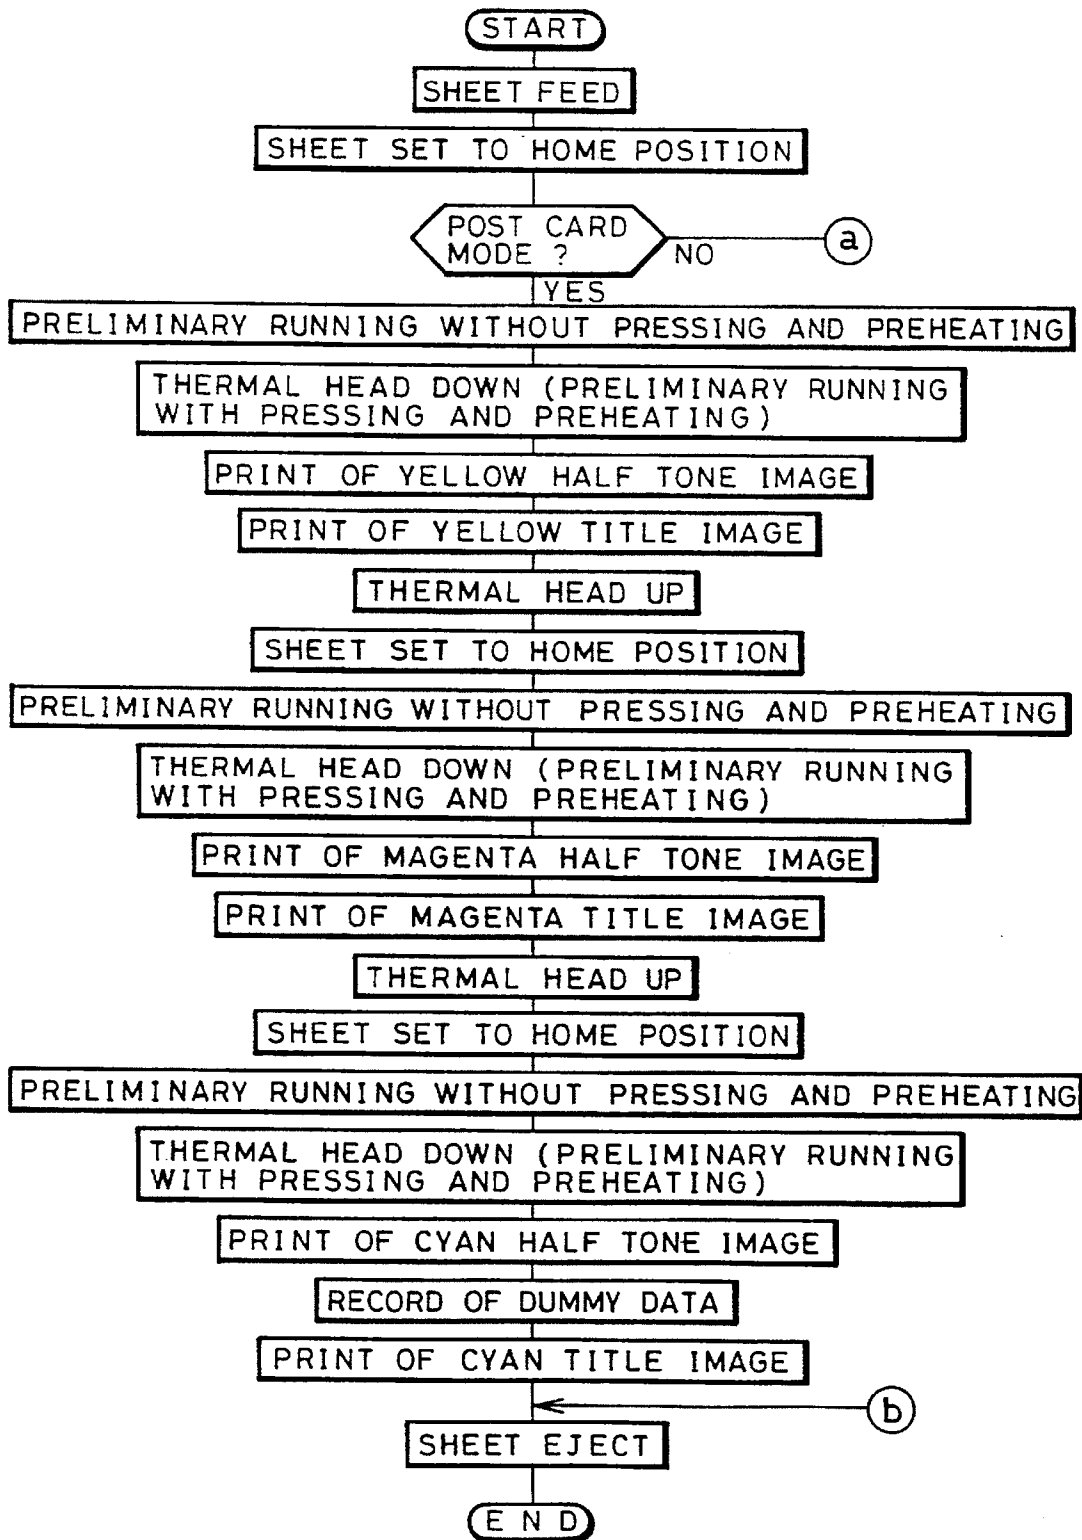 START
SHEET FEED
SHEET SET TO HOME POSITION
POST CARD
MODE ?
NO
a
YES
PRELIMINARY RUNNING WITHOUT PRESSING AND PREHEATING
THERMAL HEAD DOWN (PRELIMINARY RUNNING
WITH PRESSING AND PREHEATING)
PRINT OF YELLOW HALF TONE IMAGE
PRINT OF YELLOW TITLE IMAGE
THERMAL HEAD UP
SHEET SET TO HOME POSITION
PRELIMINARY RUNNING WITHOUT PRESSING AND PREHEATING
THERMAL HEAD DOWN (PRELIMINARY RUNNING
WITH PRESSING AND PREHEATING)
PRINT OF MAGENTA HALF TONE IMAGE
PRINT OF MAGENTA TITLE IMAGE
THERMAL HEAD UP
SHEET SET TO HOME POSITION
PRELIMINARY RUNNING WITHOUT PRESSING AND PREHEATING
THERMAL HEAD DOWN (PRELIMINARY RUNNING
WITH PRESSING AND PREHEATING)
PRINT OF CYAN HALF TONE IMAGE
RECORD OF DUMMY DATA
PRINT OF CYAN TITLE IMAGE
b
SHEET EJECT
END